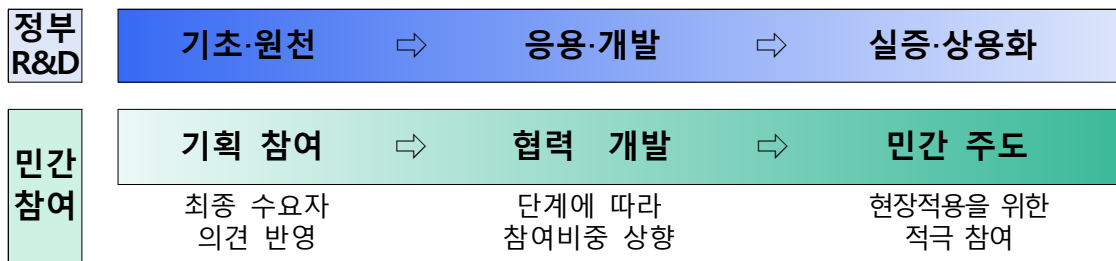 정부
R&D
기초·원천 ⇨ 응용·개발 ⇨ 실증·상용화
민간
참여
기획 참여 ⇨ 협력 개발 ⇨ 민간 주도
최종 수요자
의견 반영
단계에 따라
참여비중 상향
현장적용을 위한
적극 참여